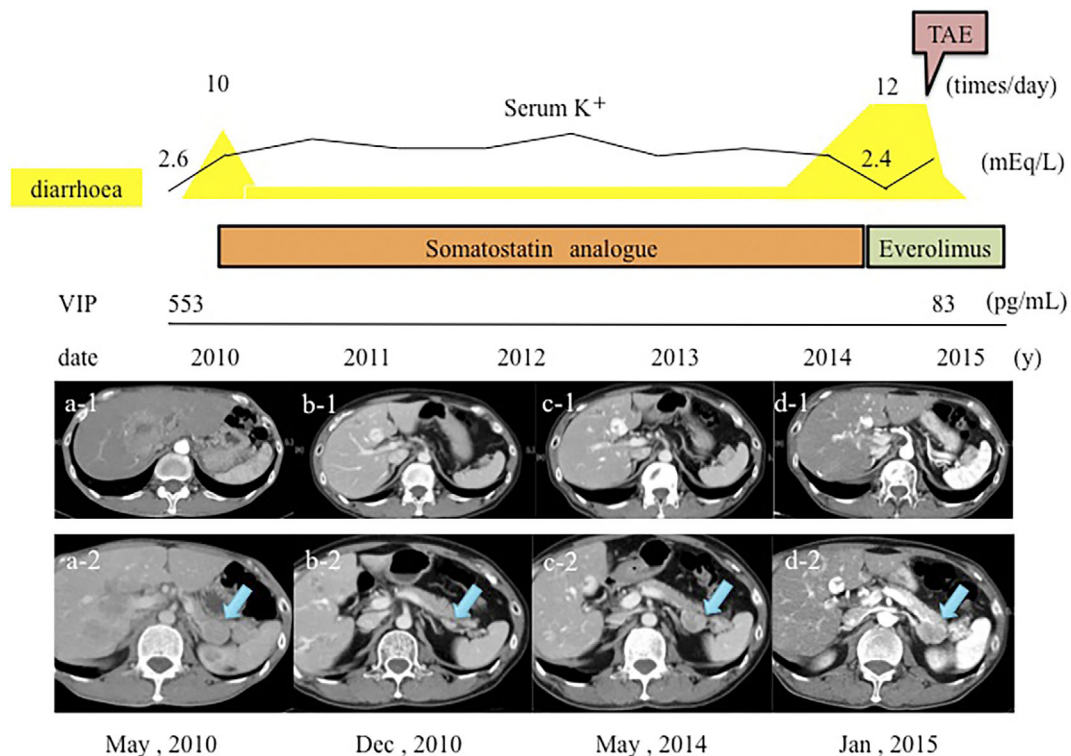 TAE
10
12
(times/day)
Serum K+
2.6
2.4
(mEq/L)
diarrhoea
Somatostatin analogue
Everolimus
VIP
553
83
(pg/mL)
date
2010
2011
2012
2013
2014
2015
(y)
a-1
b-1
c-1
d-1
a-2
b-2
c-2
d-2
May , 2010
Dec , 2010
May , 2014
Jan , 2015